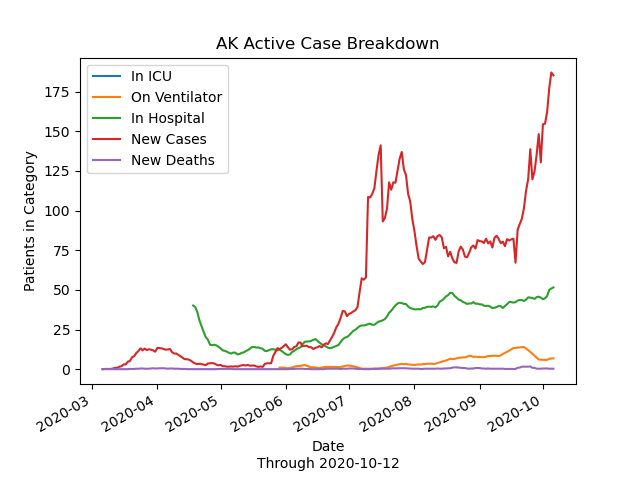 AK Active Case Breakdown
In ICU
On Ventilator
In Hospital
New Cases
New Deaths
Patients in Category
175
150
125
100
75
50
25
0
2020-03
2020-04
2020-05
2020-06
2020-07
2020-08
2020-09
2020-10
Date
Through 2020-10-12